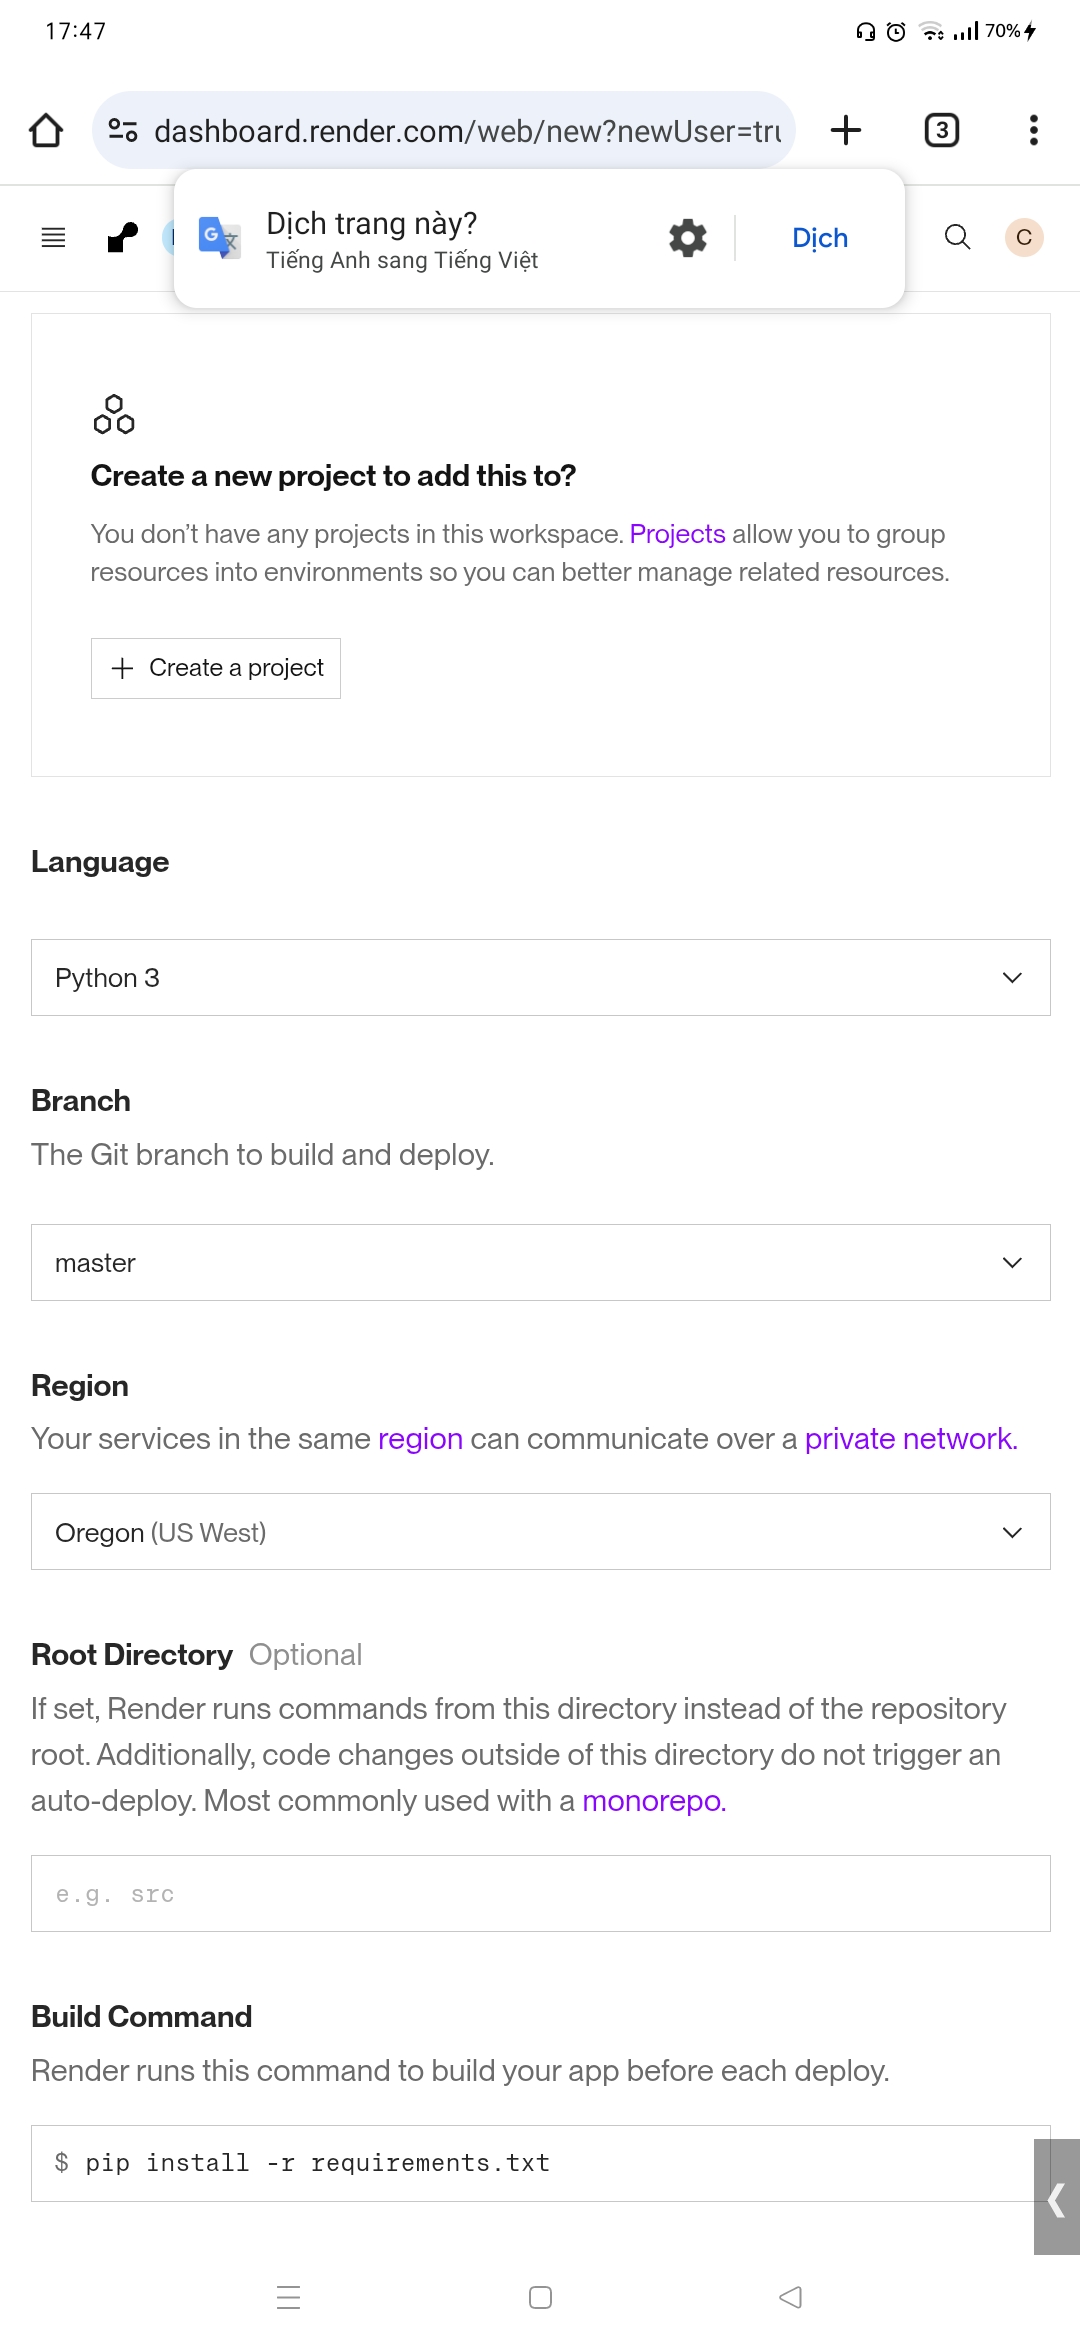 17:47
70%
dashboard.render.com/web/new?newUser=tru
3
Dịch trang này?
Tiếng Anh sang Tiếng Việt
Dịch
C
Create a new project to add this to?
You don’t have any projects in this workspace. Projects allow you to group
resources into environments so you can better manage related resources.
Create a project
Language
Python 3
Branch
The Git branch to build and deploy.
master
Region
Your services in the same region can communicate over a private network.
Oregon (US West)
Root Directory Optional
If set, Render runs commands from this directory instead of the repository
root. Additionally, code changes outside of this directory do not trigger an
auto-deploy. Most commonly used with a monorepo.
e.g. src
Build Command
Render runs this command to build your app before each deploy.
$ pip install -r requirements.txt